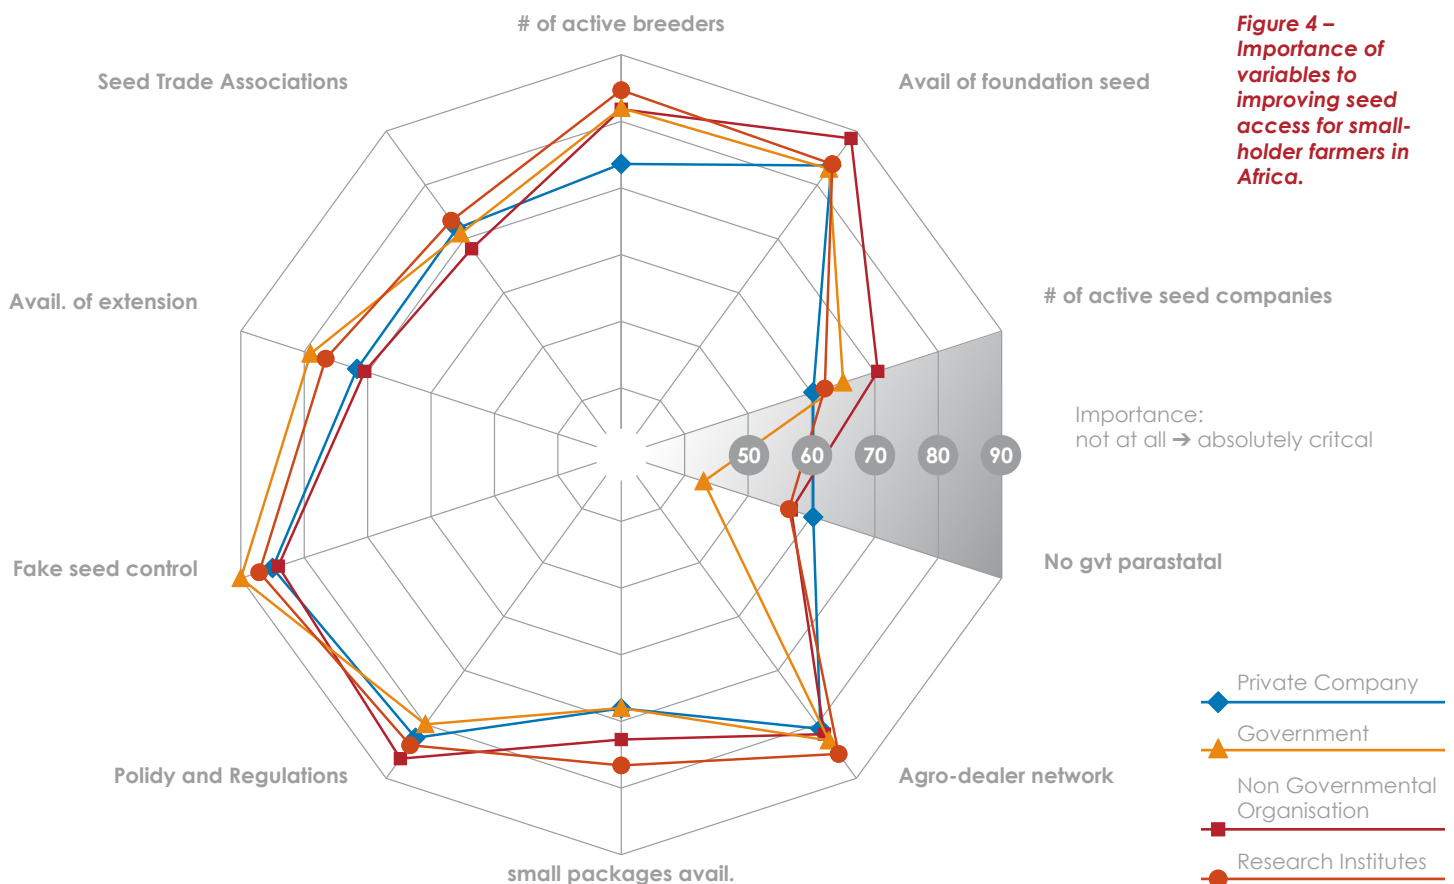 # of active breeders
Figure 4 –
Importance of
variables to
improving seed
access for small-
holder farmers in
Africa.
Seed Trade Associations
Avail of foundation seed
Avail. of extension
# of active seed companies
Importance:
not at all ➔ absolutely critcal
50 60 70 80 90
Fake seed control
No gvt parastatal
Private Company
Government
Polidy and Regulations
Agro-dealer network
Non Governmental
Organisation
small packages avail.
Research Institutes